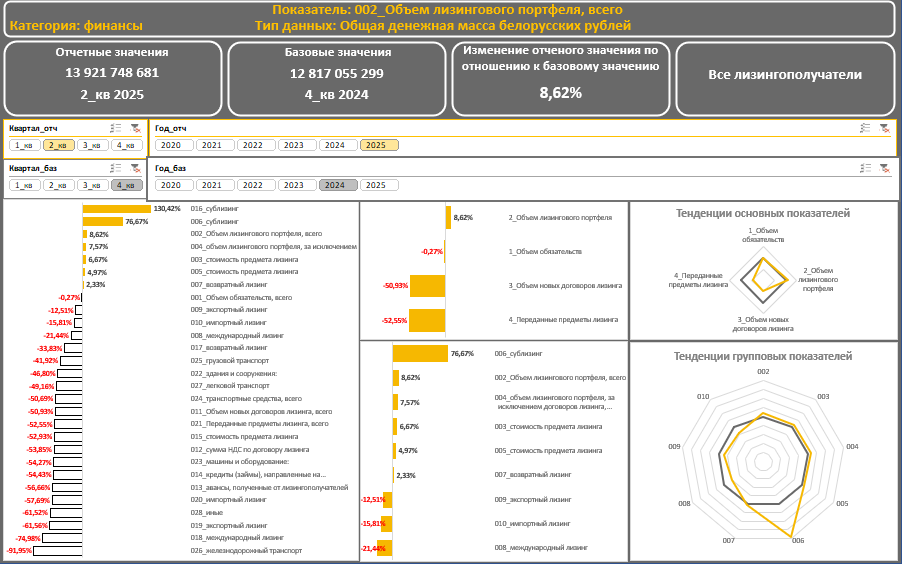 Показатель: 002_Объем лизингового портфеля, всего
Категория: финансы
Тип данных: Общая денежная масса белорусских рублей
Отчетные значения
13 921 748 681
2_кв 2025
Базовые значения
12 817 055 299
4_кв 2024
Изменение отченого значения по
отношению к базовому значению
8,62%
Все лизингополучатели
Квартал_отч
1_кв 2_кв 3_кв 4_кв
Год_отч
2020 2021 2022 2023 2024 2025
Квартал_баз
1_кв 2_кв 3_кв 4_кв
Год_баз
2020 2021 2022 2023 2024 2025
130,42% 016_сублизинг
76,67% 006_сублизинг
8,62% 002_Объем лизингового портфеля, всего
7,57% 004_объем лизингового портфеля, за исключением
6,67% 003_стоимость предмета лизинга
4,97% 005_стоимость предмета лизинга
2,33% 007_возвратный лизинг
-0,27% 001_Объем обязательств, всего
-12,51% 009_экспортный лизинг
-15,81% 010_импортный лизинг
-21,44% 008_международный лизинг
-33,83% 017_возвратный лизинг
-41,92% 025_грузовой транспорт
-46,80% 022_здания и сооружения:
-49,16% 027_легковой транспорт
-50,69% 024_транспортные средства, всего
-50,93% 011_Объем новых договоров лизинга, всего
-52,55% 021_Переданные предметы лизинга, всего
-52,93% 015_стоимость предмета лизинга
-53,85% 012_сумма НДС по договору лизинга
-54,27% 023_машины и оборудование:
-54,43% 014_кредиты (займы), направленные на...
-56,66% 013_авансы, полученные от лизингополучателей
-57,69% 020_импортный лизинг
-61,52% 028_иные
-61,56% 019_экспортный лизинг
-74,98% 018_международный лизинг
-91,95% 026_железнодорожный транспорт
8,62% 2_Объем лизингового портфеля
-0,27% 1_Объем обязательств
-50,93% 3_Объем новых договоров лизинга
-52,55% 4_Переданные предметы лизинга
76,67% 006_сублизинг
8,62% 002_Объем лизингового портфеля, всего
7,57% 004_объем лизингового портфеля, за
исключением договоров лизинга,...
6,67% 003_стоимость предмета лизинга
4,97% 005_стоимость предмета лизинга
2,33% 007_возвратный лизинг
-12,51% 009_экспортный лизинг
-15,81% 010_импортный лизинг
-21,44% 008_международный лизинг
Тенденции основных показателей
1_Объем
обязательств
2_Объем
лизингового
портфеля
3_Объем новых
договоров лизинга
4_Переданные
предметы лизинга
Тенденции групповых показателей
002
003
004
005
006
007
008
009
010